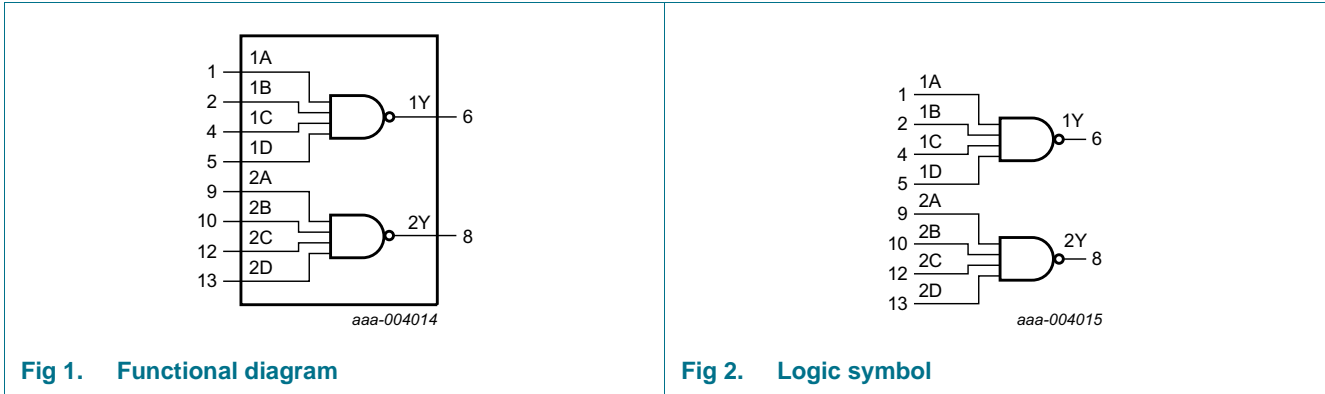 1A
1
1B
2
1C
4
1D
5
1Y
6
2A
9
2B
10
2C
12
2D
13
2Y
8
aaa-004014
Fig 1. Functional diagram
1A
1
1B
2
1C
4
1D
5
1Y
6
2A
9
2B
10
2C
12
2D
13
2Y
8
aaa-004015
Fig 2. Logic symbol